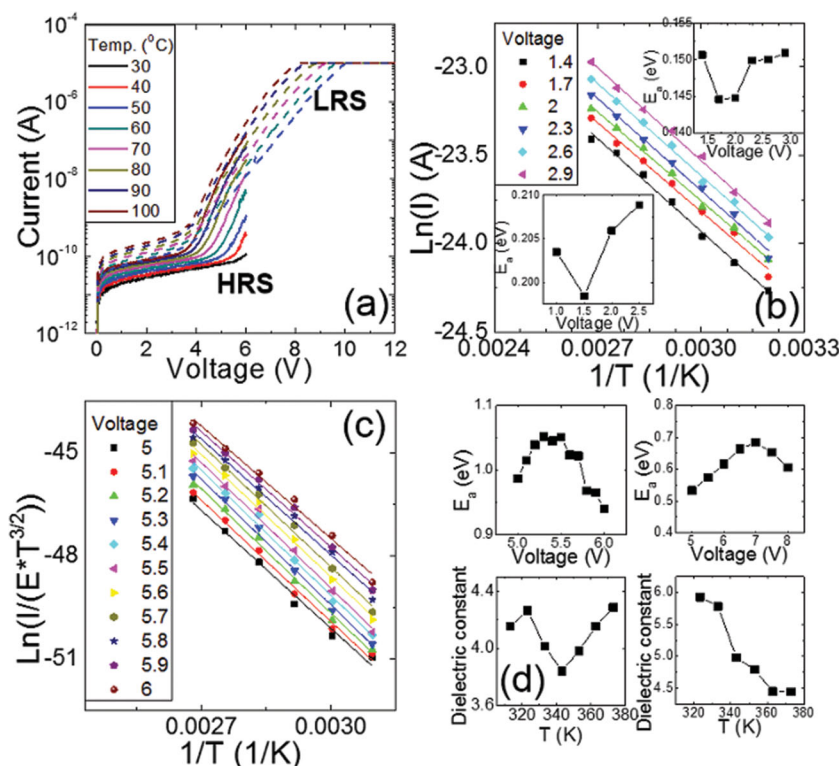 (a)
Temp. (°C)
30
40
50
60
70
80
90
100
LRS
HRS
10⁻⁴
10⁻⁶
10⁻⁸
10⁻¹⁰
10⁻¹²
Current (A)
0 2 4 6 8 10 12
Voltage (V)
(b)
Voltage
1.4
1.7
2
2.3
2.6
2.9
-23.0
-23.5
-24.0
-24.5
Ln(I) (A)
0.0024 0.0027 0.0030 0.0033
1/T (1/K)
0.155
0.150
0.145
0.140
Eₐ (eV)
1.5 2.0 2.5 3.0
Voltage (V)
0.210
0.200
Eₐ (eV)
1.0 1.5 2.0 2.5
Voltage (V)
(c)
Voltage
5
5.1
5.2
5.3
5.4
5.5
5.6
5.7
5.8
5.9
6
-45
-48
-51
Ln(I/(E*T³ᐟ²))
0.0027 0.0030
1/T (1/K)
1.1
1.0
0.9
Eₐ (eV)
5.0 5.5 6.0
Voltage (V)
0.8
0.7
0.6
0.5
0.4
Eₐ (eV)
5 6 7 8
Voltage (V)
4.4
4.0
3.6
Dielectric constant
(d)
320 340 360 380
T (K)
6.0
5.5
5.0
4.5
Dielectric constant
320 340 360 380
T (K)